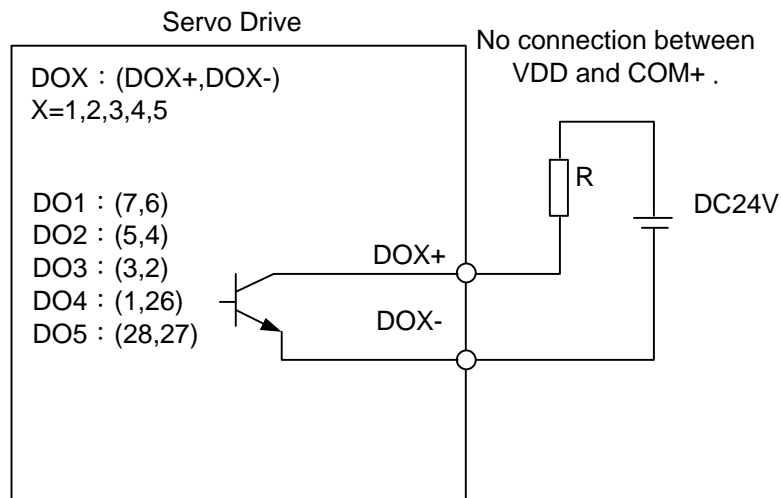 Servo Drive
No connection between
VDD and COM+ .
DOX : (DOX+,DOX-)
X=1,2,3,4,5
R
DC24V
DO1 : (7,6)
DO2 : (5,4)
DO3 : (3,2)
DO4 : (1,26)
DO5 : (28,27)
DOX+
DOX-